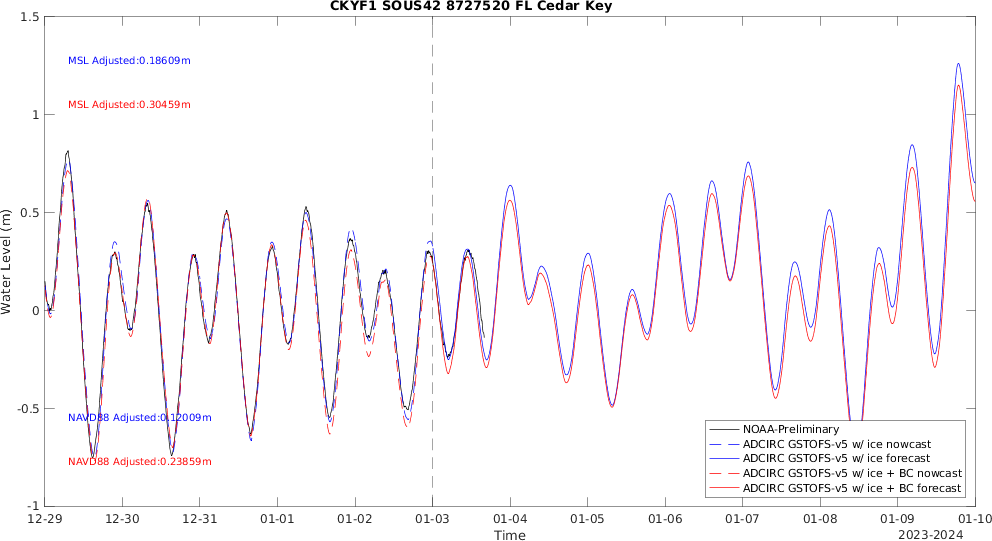 CKYF1 SOUS42 8727520 FL Cedar Key
Water Level (m)
1.5
1
0.5
0
-0.5
-1
MSL Adjusted:0.18609m
MSL Adjusted:0.30459m
NAVD88 Adjusted:0.12009m
NAVD88 Adjusted:0.23859m
NOAA-Preliminary
ADCIRC GSTOFS-v5 w/ ice nowcast
ADCIRC GSTOFS-v5 w/ ice forecast
ADCIRC GSTOFS-v5 w/ ice + BC nowcast
ADCIRC GSTOFS-v5 w/ ice + BC forecast
12-29 12-30 12-31 01-01 01-02 01-03 01-04 01-05 01-06 01-07 01-08 01-09 01-10
Time
2023-2024